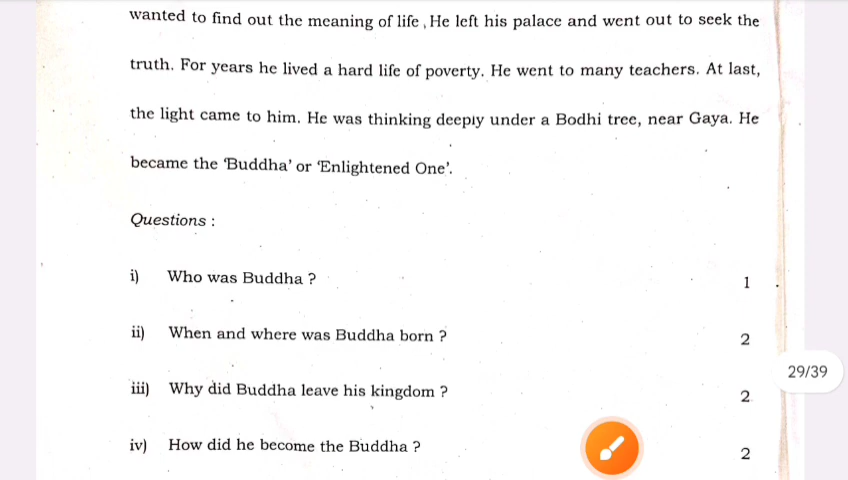 wanted to find out the meaning of life , He left his palace and went out to seek the
truth. For years he lived a hard life of poverty. He went to many teachers. At last,
the light came to him. He was thinking deeply under a Bodhi tree, near Gaya. He
became the 'Buddha' or 'Enlightened One'.
Questions :
i) Who was Buddha ? 1
ii) When and where was Buddha born ? 2
29/39
iii) Why did Buddha leave his kingdom ? 2
iv) How did he become the Buddha ? 2